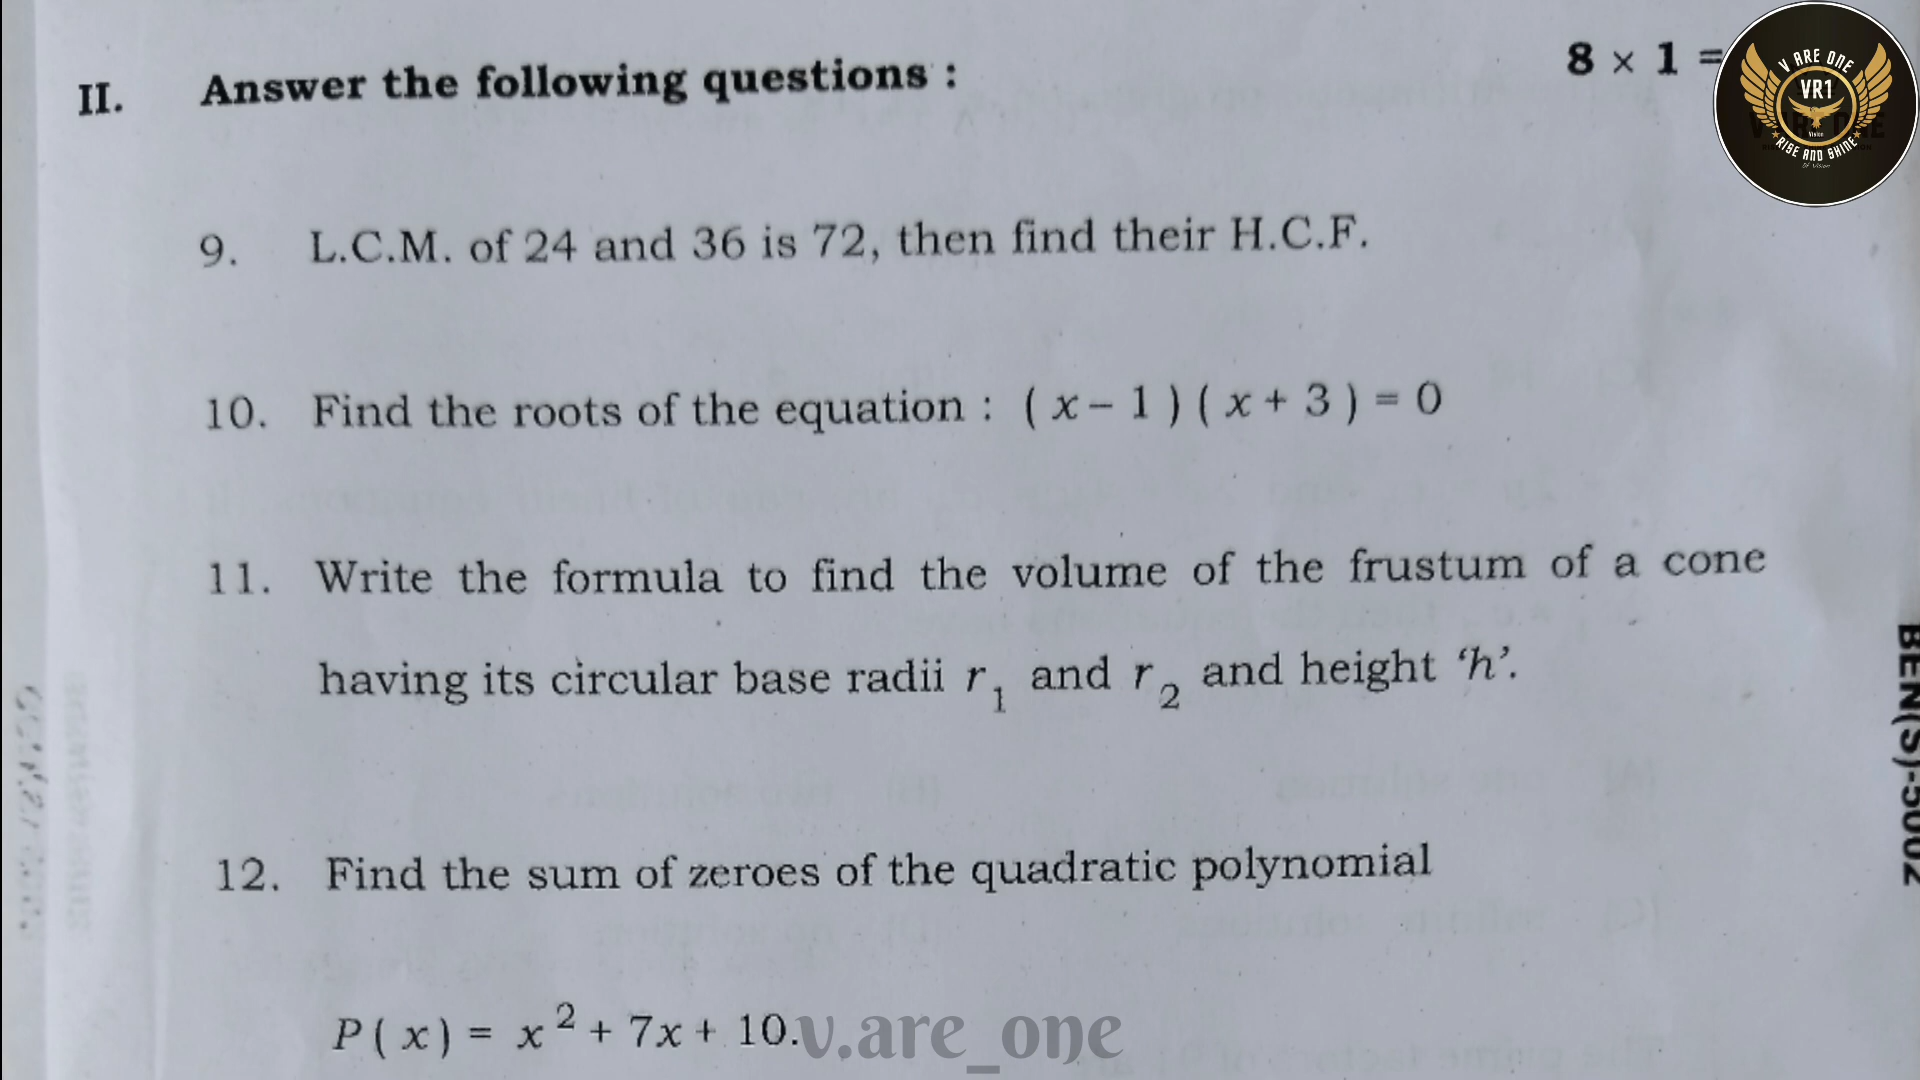 II. Answer the following questions : 8 × 1 =
V ARE ONE
VR1
Vision
RISE AND SHINE
9. L.C.M. of 24 and 36 is 72, then find their H.C.F.
10. Find the roots of the equation : ( x – 1 ) ( x + 3 ) = 0
11. Write the formula to find the volume of the frustum of a cone
having its circular base radii r₁ and r₂ and height ‘h’.
12. Find the sum of zeroes of the quadratic polynomial
P ( x ) = x² + 7x + 10.
v.are_one
BEN(S)-5002